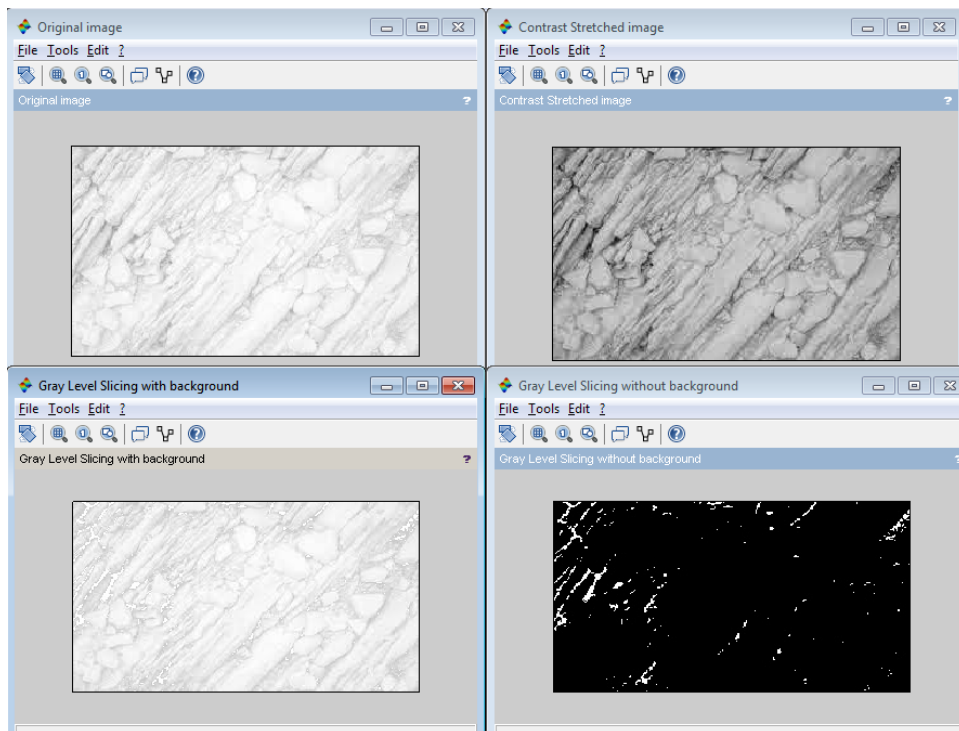 Original image
File Tools Edit ?
Original image ?
Contrast Stretched image
File Tools Edit ?
Contrast Stretched image ?
Gray Level Slicing with background
File Tools Edit ?
Gray Level Slicing with background ?
Gray Level Slicing without background
File Tools Edit ?
Gray Level Slicing without background ?